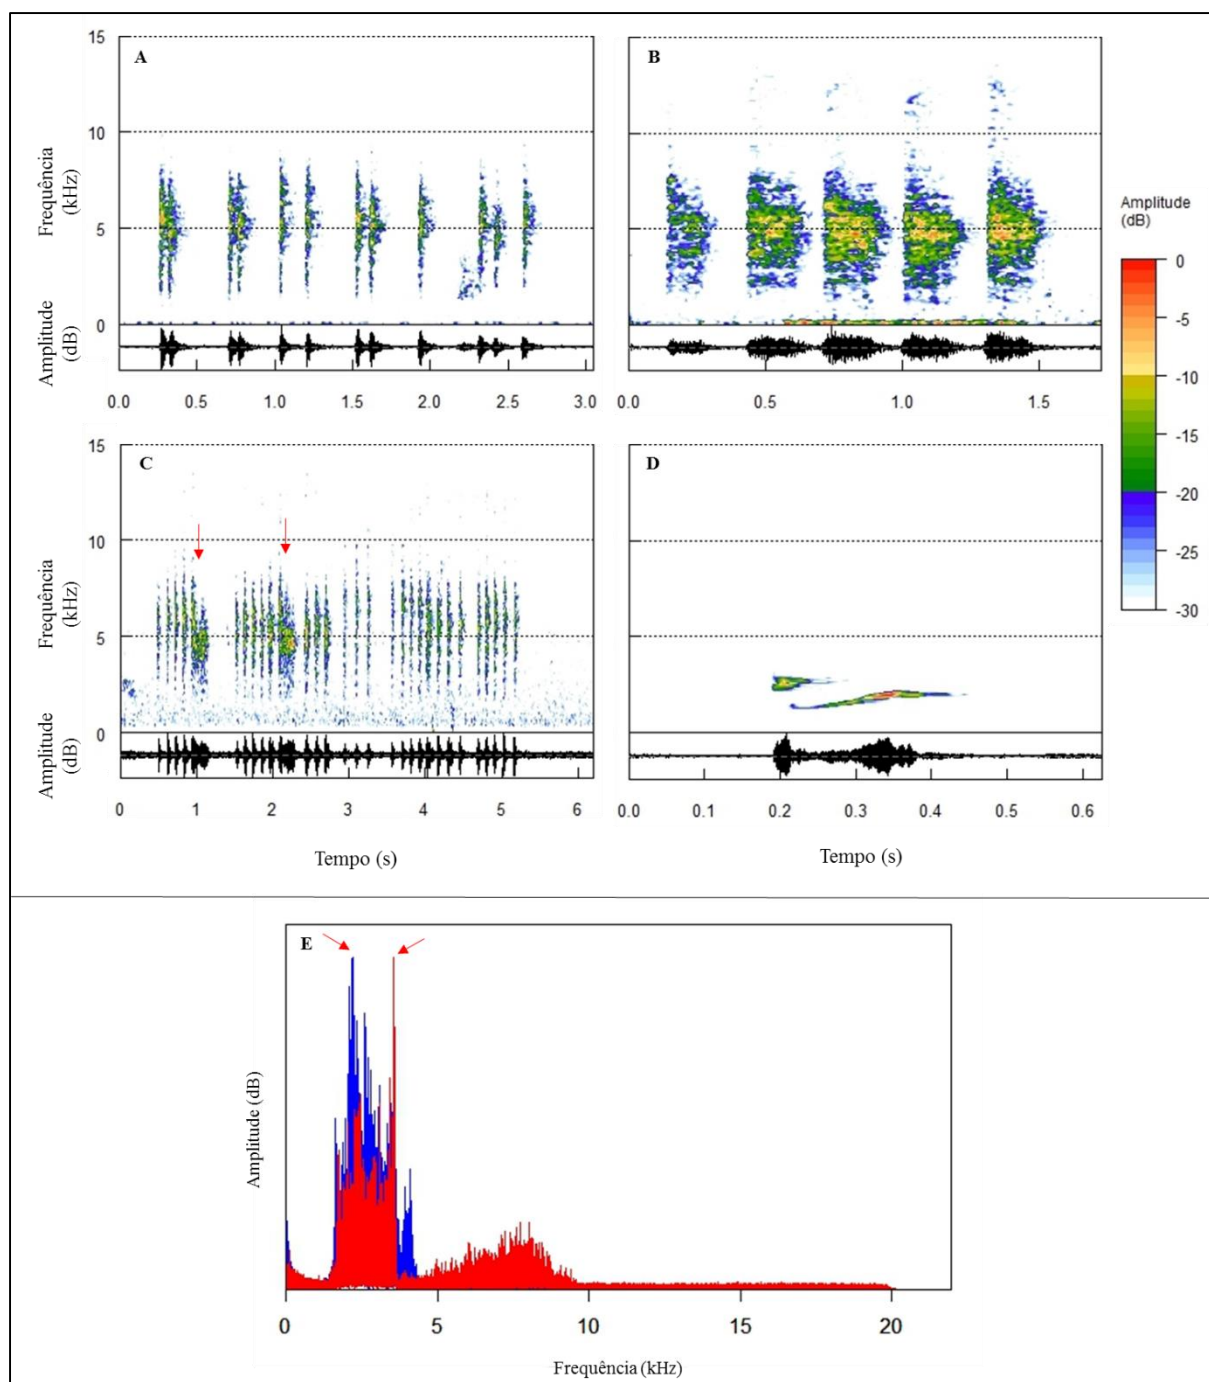 A
15
10
5
0
Frequência
(kHz)
Amplitude
(dB)
0.0 0.5 1.0 1.5 2.0 2.5 3.0
B
0.0 0.5 1.0 1.5
Amplitude
(dB)
0
-5
-10
-15
-20
-25
-30
C
15
10
5
0
Frequência
(kHz)
Amplitude
(dB)
0 1 2 3 4 5 6
Tempo (s)
D
0.0 0.1 0.2 0.3 0.4 0.5 0.6
Tempo (s)
E
Amplitude (dB)
0 5 10 15 20
Frequência (kHz)